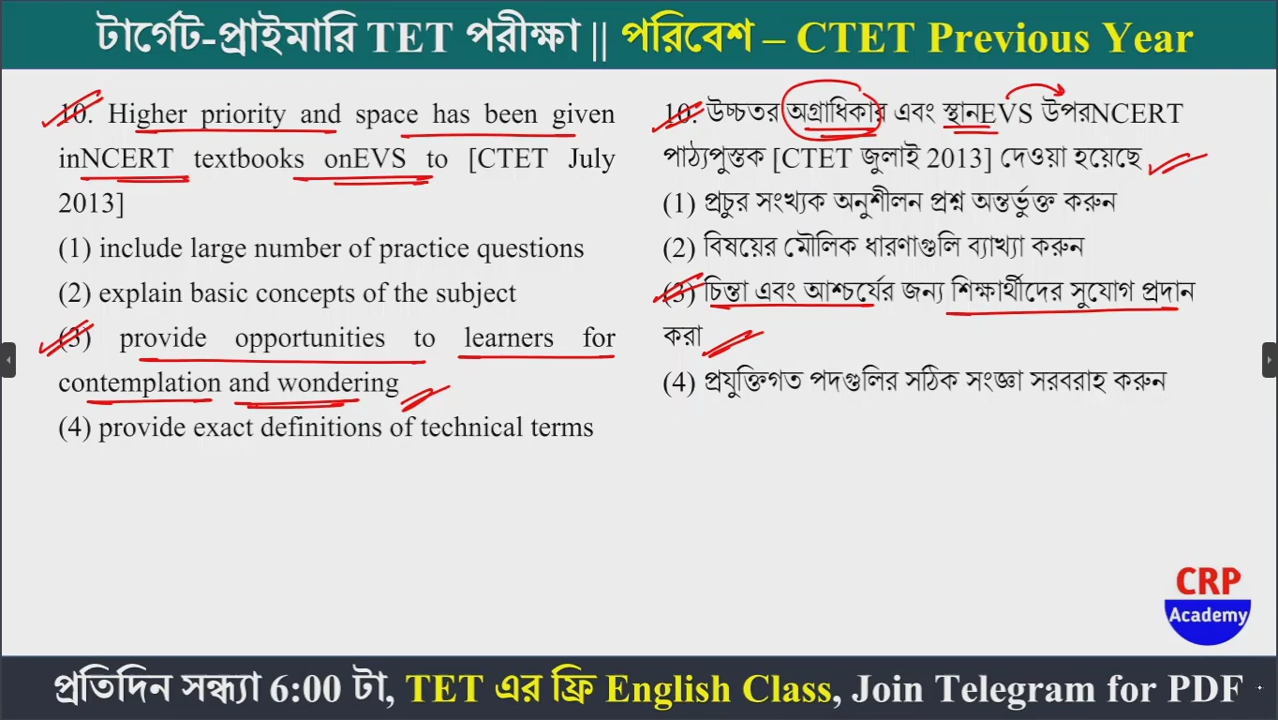 টার্গেট-প্রাইমারি TET পরীক্ষা || পরিবেশ – CTET Previous Year
10. Higher priority and space has been given
inNCERT textbooks onEVS to [CTET July
2013]
(1) include large number of practice questions
(2) explain basic concepts of the subject
(3) provide opportunities to learners for
contemplation and wondering
(4) provide exact definitions of technical terms
10. উচ্চতর অগ্রাধিকার এবং স্থানEVS উপরNCERT
পাঠ্যপুস্তক [CTET জুলাই 2013] দেওয়া হয়েছে
(1) প্রচুর সংখ্যক অনুশীলন প্রশ্ন অন্তর্ভুক্ত করুন
(2) বিষয়ের মৌলিক ধারণাগুলি ব্যাখ্যা করুন
(3) চিন্তা এবং আশ্চর্যের জন্য শিক্ষার্থীদের সুযোগ প্রদান
করা
(4) প্রযুক্তিগত পদগুলির সঠিক সংজ্ঞা সরবরাহ করুন
CRP
Academy
প্রতিদিন সন্ধ্যা 6:00 টা, TET এর ফ্রি English Class, Join Telegram for PDF